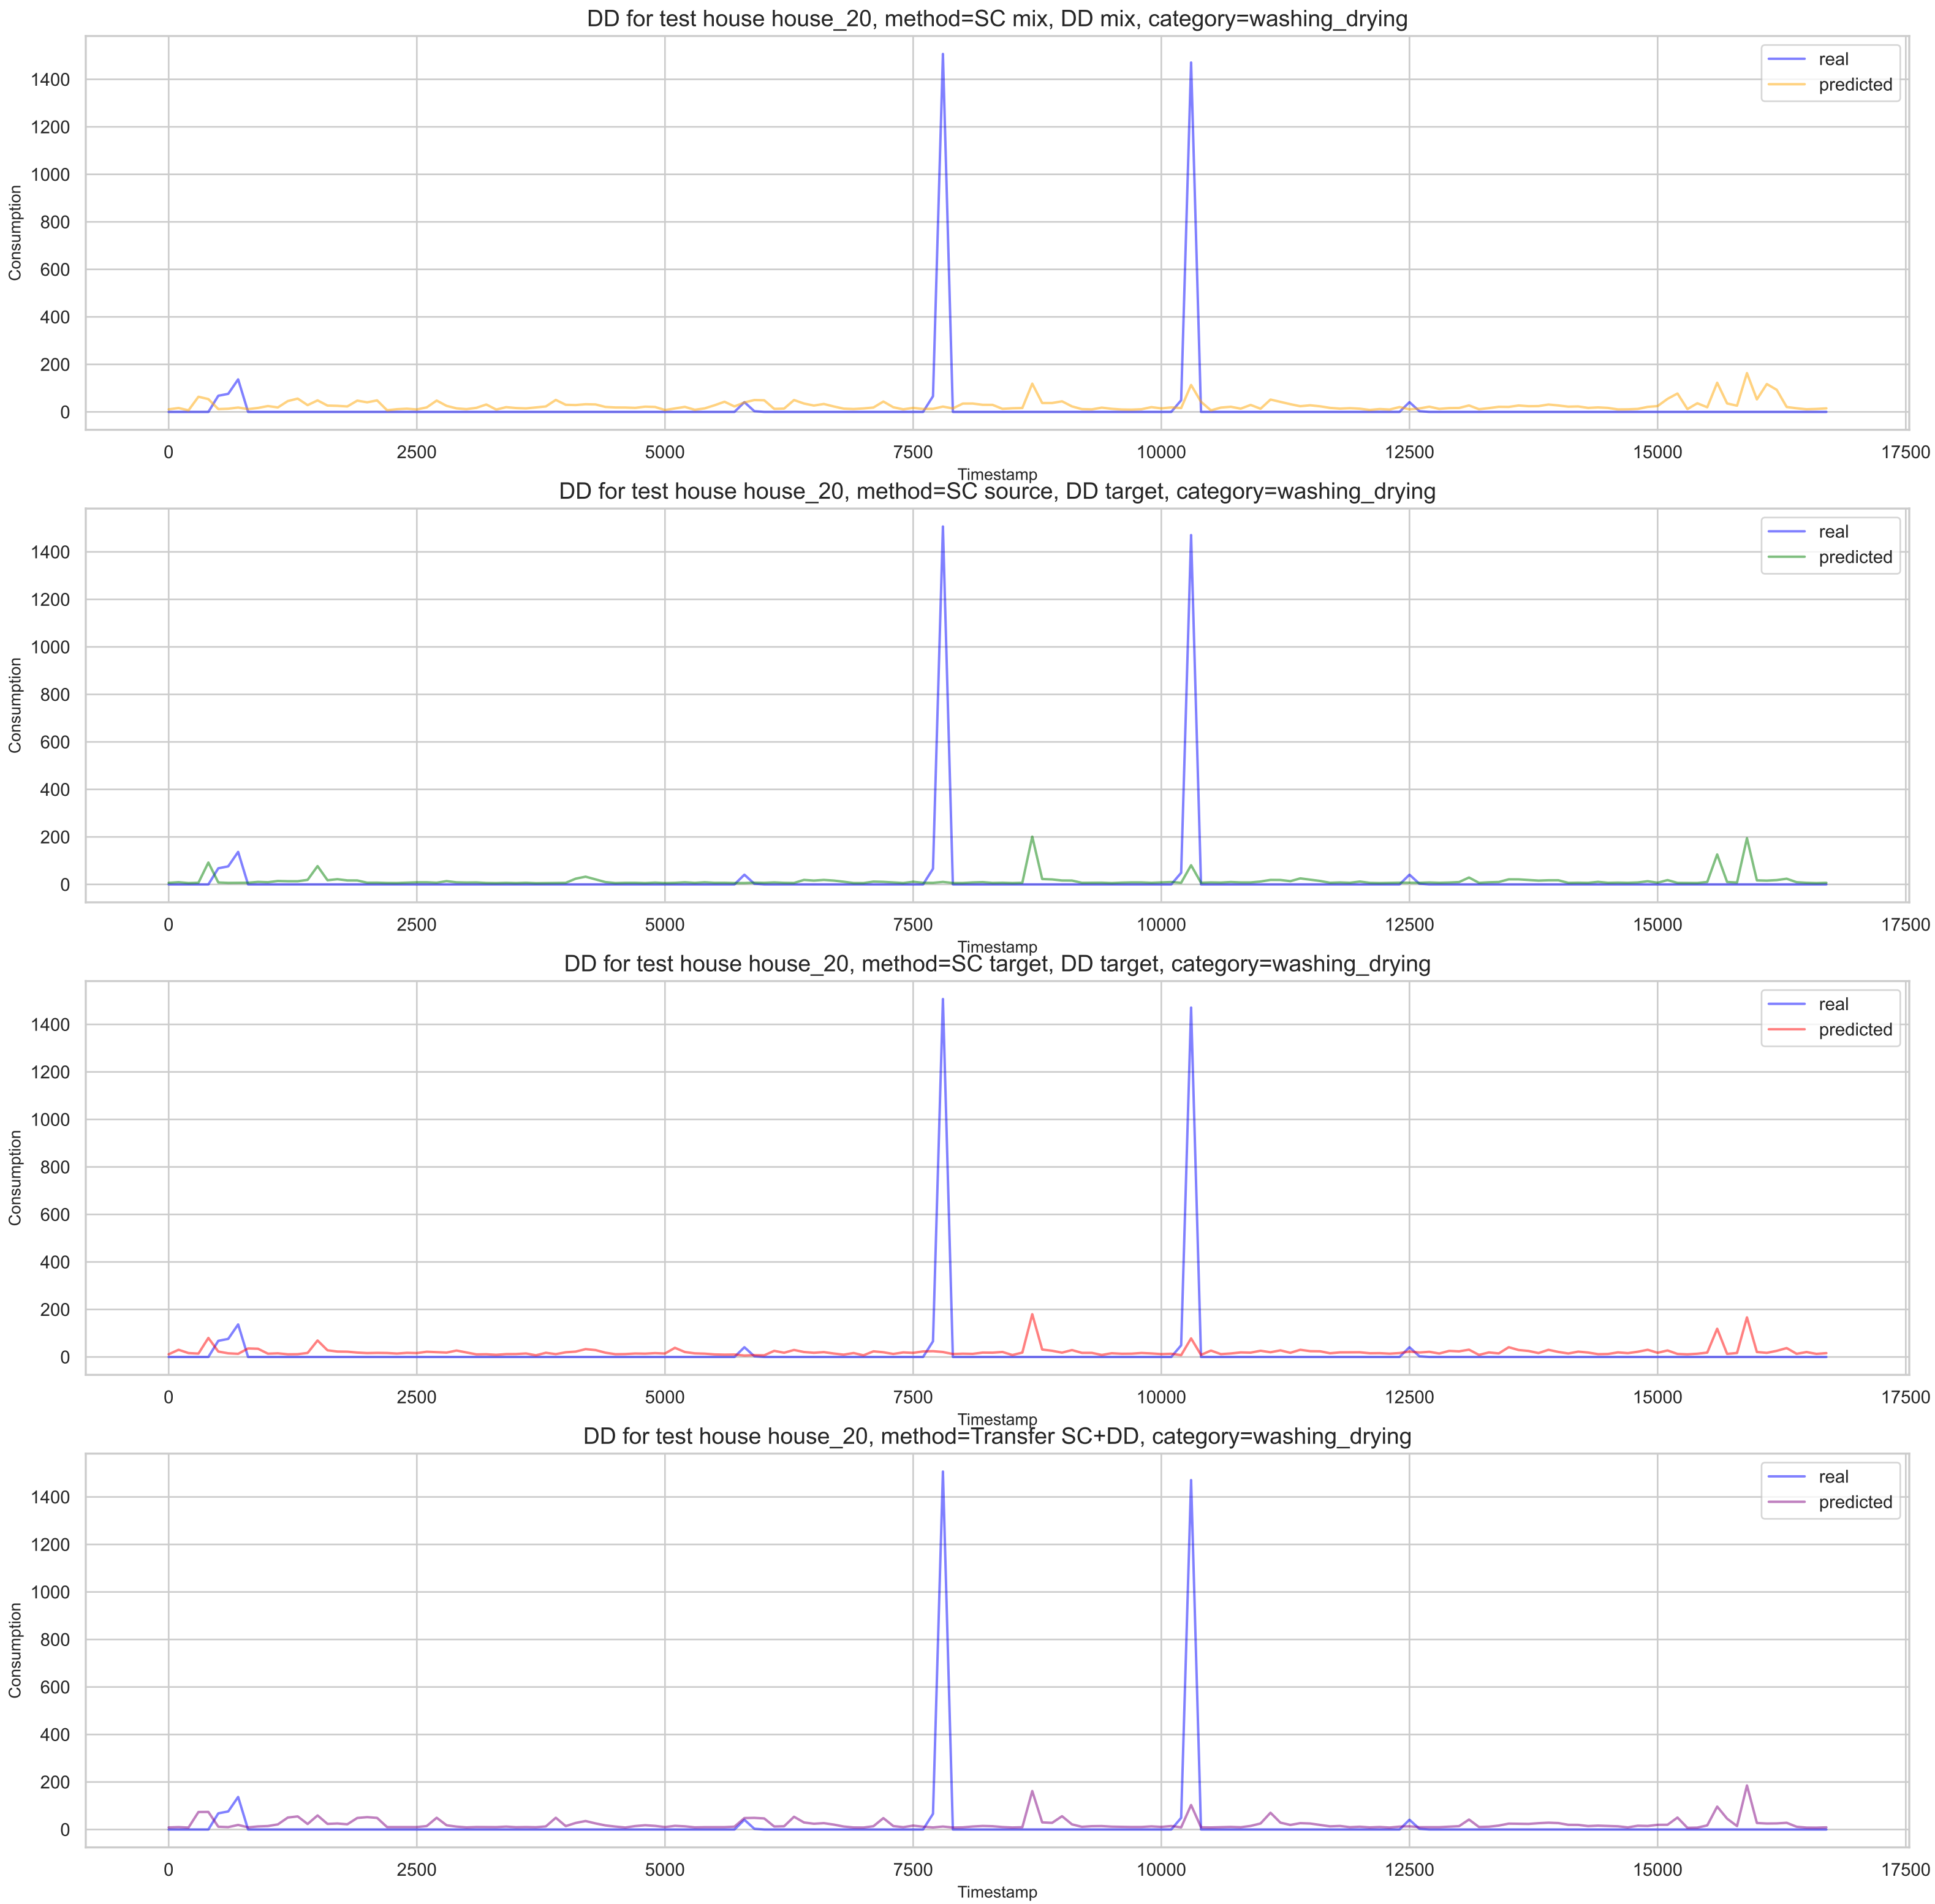 DD for test house house_20, method=SC mix, DD mix, category=washing_drying
real
predicted
Consumption
1400
1200
1000
800
600
400
200
0
0 2500 5000 7500 10000 12500 15000 17500
Timestamp
DD for test house house_20, method=SC source, DD target, category=washing_drying
real
predicted
Consumption
1400
1200
1000
800
600
400
200
0
0 2500 5000 7500 10000 12500 15000 17500
Timestamp
DD for test house house_20, method=SC target, DD target, category=washing_drying
real
predicted
Consumption
1400
1200
1000
800
600
400
200
0
0 2500 5000 7500 10000 12500 15000 17500
Timestamp
DD for test house house_20, method=Transfer SC+DD, category=washing_drying
real
predicted
Consumption
1400
1200
1000
800
600
400
200
0
0 2500 5000 7500 10000 12500 15000 17500
Timestamp